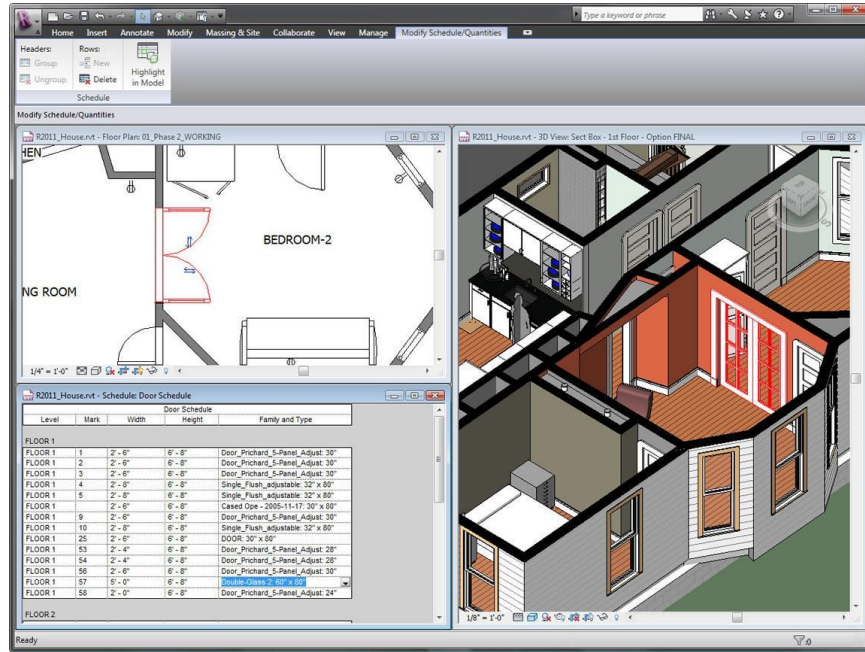 Type a keyword or phrase
Home Insert Annotate Modify Massing & Site Collaborate View Manage Modify Schedule/Quantities
Headers: Rows:
Group New
Ungroup Delete
Highlight
in Model
Schedule
Modify Schedule/Quantities
R2011_House.rvt - Floor Plan: 01_Phase 2_WORKING
HEN
BEDROOM-2
NG ROOM
1/4" = 1'-0"
R2011_House.rvt - 3D View: Sect Box - 1st Floor - Option FINAL
1/8" = 1'-0"
R2011_House.rvt - Schedule: Door Schedule
Door Schedule
Level Mark Width Height Family and Type
FLOOR 1
FLOOR 1 1 2' - 6" 6' - 8" Door_Prichard_5-Panel_Adjust: 30"
FLOOR 1 2 2' - 6" 6' - 8" Door_Prichard_5-Panel_Adjust: 30"
FLOOR 1 3 2' - 6" 6' - 8" Door_Prichard_5-Panel_Adjust: 30"
FLOOR 1 4 2' - 8" 6' - 8" Single_Flush_adjustable: 32" x 80"
FLOOR 1 5 2' - 8" 6' - 8" Single_Flush_adjustable: 32" x 80"
FLOOR 1 2' - 6" 6' - 8" Cased Ope - 2005-11-17: 30" x 80"
FLOOR 1 9 2' - 6" 6' - 8" Door_Prichard_5-Panel_Adjust: 30"
FLOOR 1 10 2' - 8" 6' - 8" Single_Flush_adjustable: 32" x 80"
FLOOR 1 25 2' - 6" 6' - 8" DOOR: 30" x 80"
FLOOR 1 53 2' - 4" 6' - 8" Door_Prichard_5-Panel_Adjust: 28"
FLOOR 1 54 2' - 4" 6' - 8" Door_Prichard_5-Panel_Adjust: 28"
FLOOR 1 56 2' - 6" 6' - 8" Door_Prichard_5-Panel_Adjust: 30"
FLOOR 1 57 5' - 0" 6' - 8" Double-Glass 2: 60" x 80"
FLOOR 1 58 2' - 0" 6' - 8" Door_Prichard_5-Panel_Adjust: 24"
FLOOR 2
Ready
:0